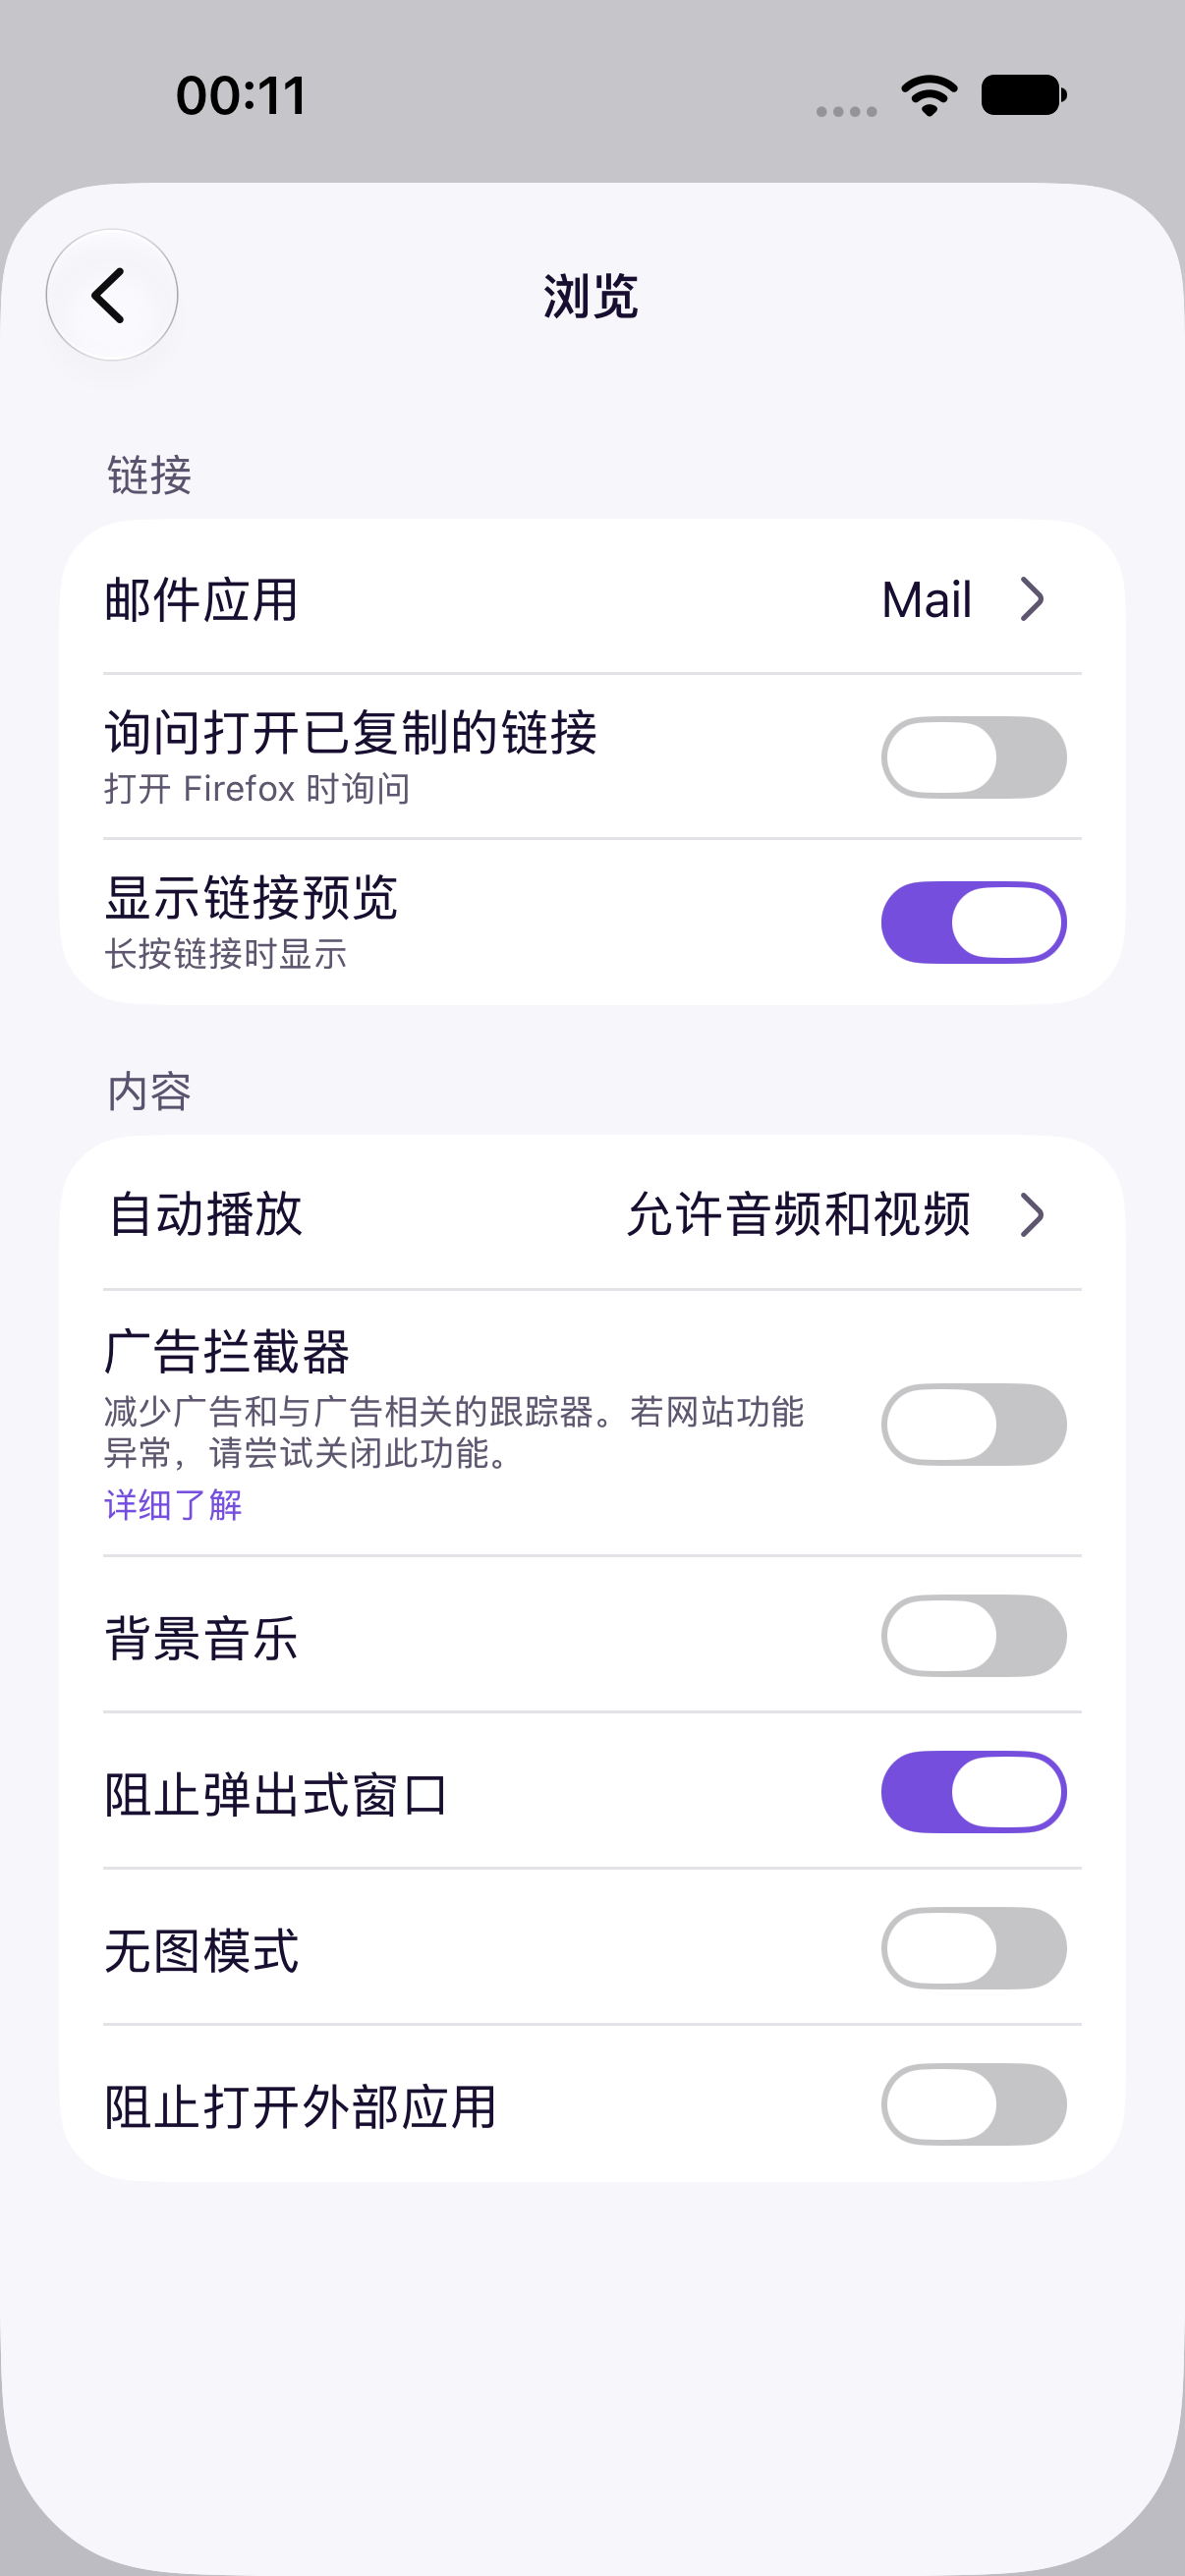 00:11
浏览
链接
邮件应用 Mail
询问打开已复制的链接
打开 Firefox 时询问
显示链接预览
长按链接时显示
内容
自动播放 允许音频和视频
广告拦截器
减少广告和与广告相关的跟踪器。若网站功能
异常，请尝试关闭此功能。
详细了解
背景音乐
阻止弹出式窗口
无图模式
阻止打开外部应用